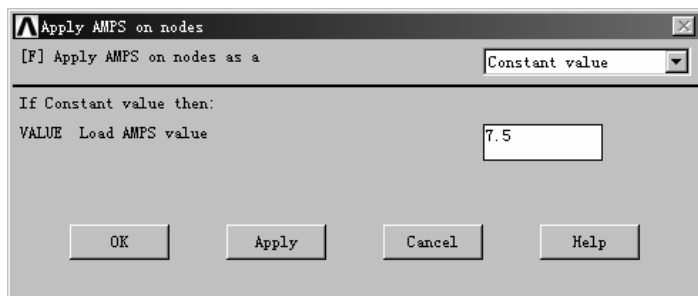 Apply AMPS on nodes
[F] Apply AMPS on nodes as a Constant value
If Constant value then:
VALUE Load AMPS value 7.5
OK Apply Cancel Help